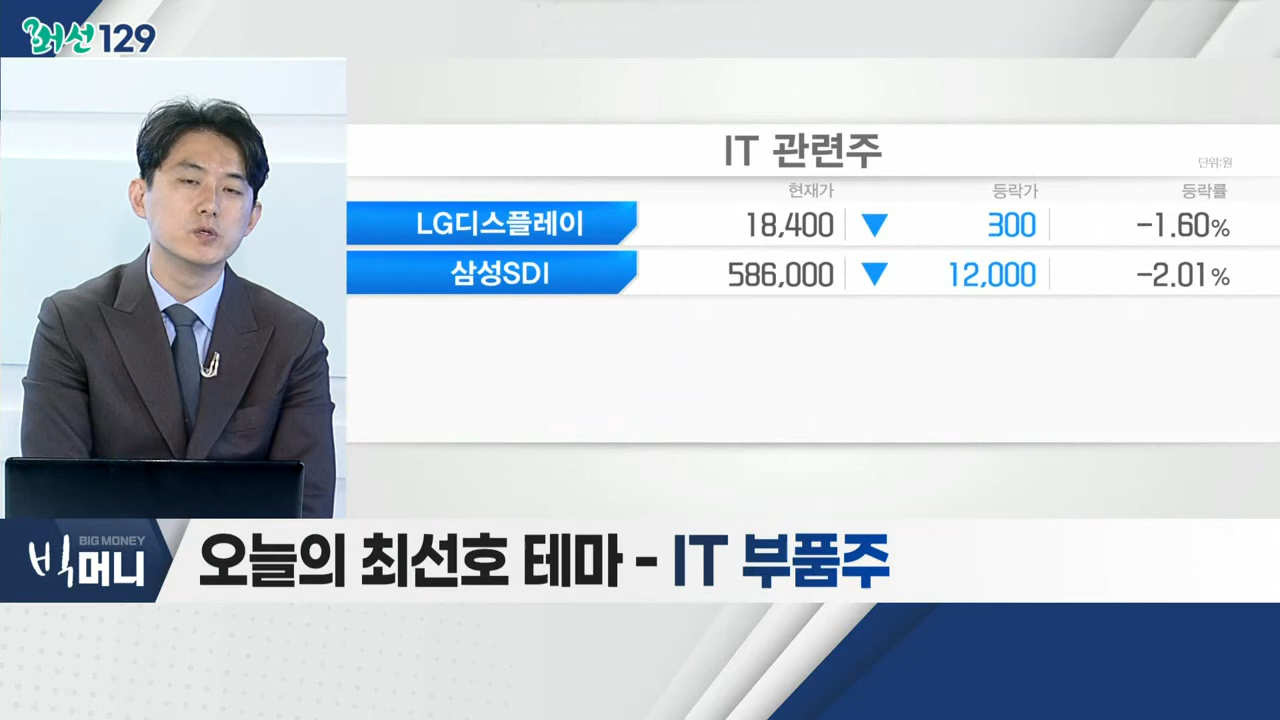 머선129
IT 관련주
단위:원
현재가 등락가 등락률
LG디스플레이 18,400 ▼ 300 -1.60%
삼성SDI 586,000 ▼ 12,000 -2.01%
BIG MONEY
빅머니
오늘의 최선호 테마 - IT 부품주